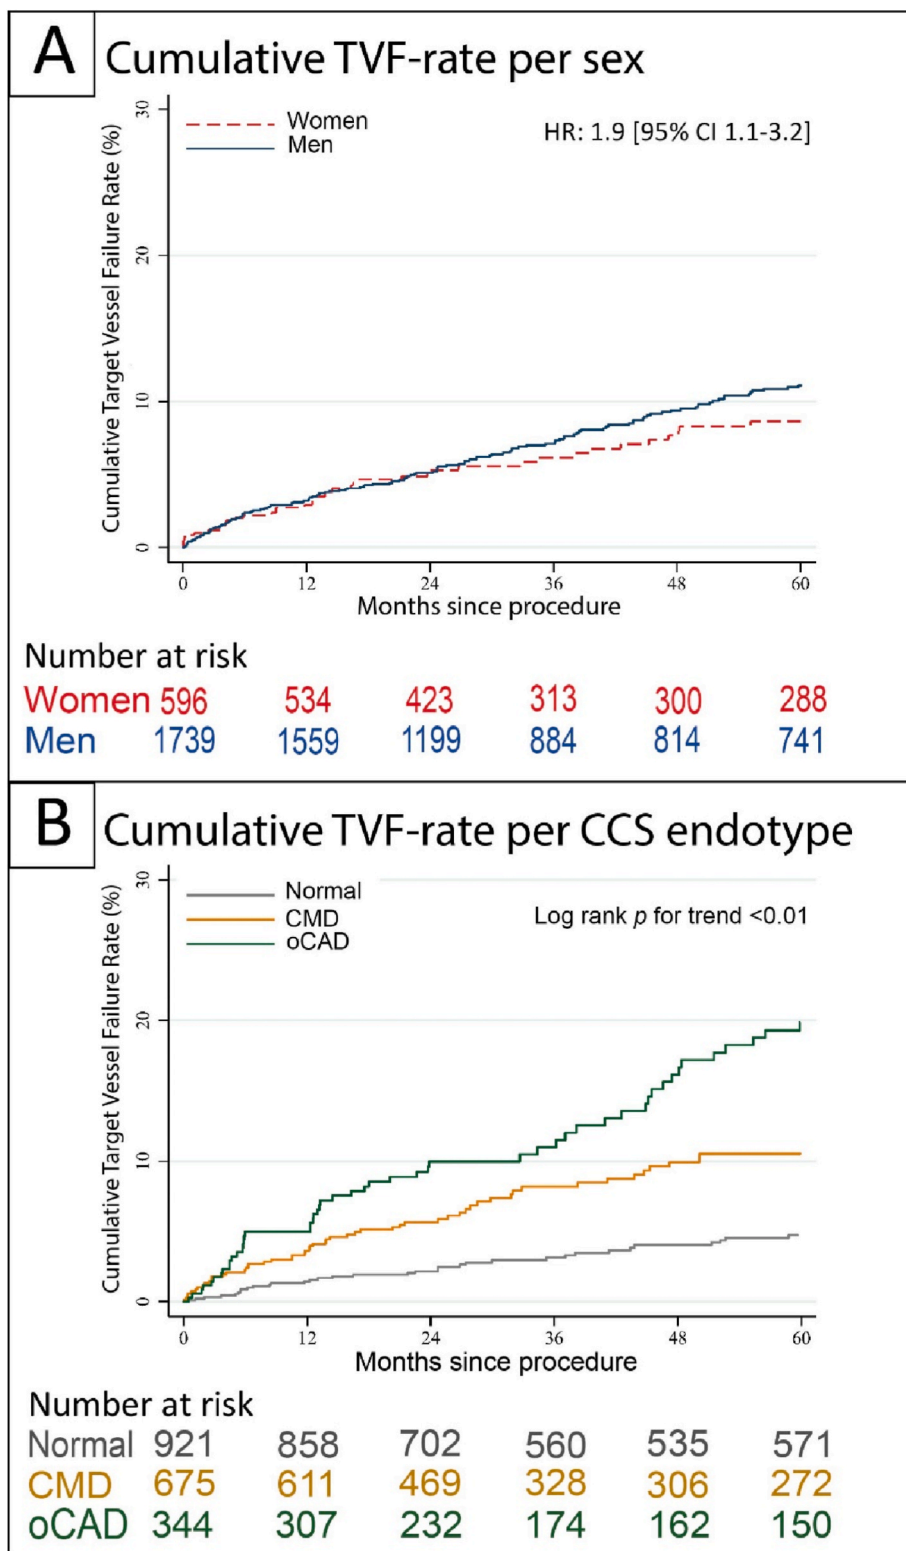 A Cumulative TVF-rate per sex
Cumulative Target Vessel Failure Rate (%)
30
20
10
0
Women
Men
HR: 1.9 [95% CI 1.1-3.2]
0 12 24 36 48 60
Months since procedure
Number at risk
Women 596 534 423 313 300 288
Men 1739 1559 1199 884 814 741
B Cumulative TVF-rate per CCS endotype
Cumulative Target Vessel Failure Rate (%)
30
20
10
0
Normal
CMD
oCAD
Log rank p for trend <0.01
0 12 24 36 48 60
Months since procedure
Number at risk
Normal 921 858 702 560 535 571
CMD 675 611 469 328 306 272
oCAD 344 307 232 174 162 150